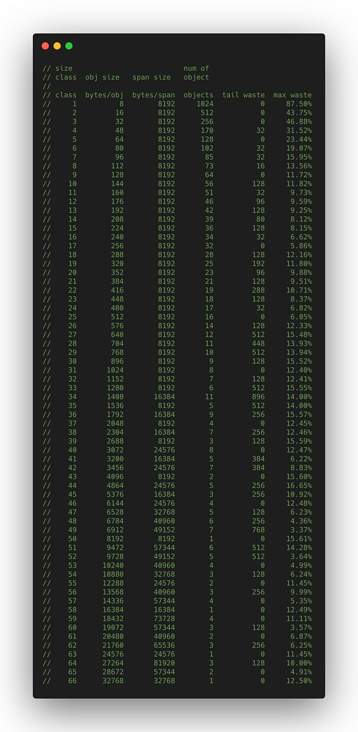 // size num of
// class obj size span size object
//
// class bytes/obj bytes/span objects tail waste max waste
// 1 8 8192 1024 0 87.50%
// 2 16 8192 512 0 43.75%
// 3 32 8192 256 0 46.88%
// 4 48 8192 170 32 31.52%
// 5 64 8192 128 0 23.44%
// 6 80 8192 102 32 19.07%
// 7 96 8192 85 32 15.95%
// 8 112 8192 73 16 13.56%
// 9 128 8192 64 0 11.72%
// 10 144 8192 56 128 11.82%
// 11 160 8192 51 32 9.73%
// 12 176 8192 46 96 9.59%
// 13 192 8192 42 128 9.25%
// 14 208 8192 39 80 8.12%
// 15 224 8192 36 128 8.15%
// 16 240 8192 34 32 6.62%
// 17 256 8192 32 0 5.86%
// 18 288 8192 28 128 12.16%
// 19 320 8192 25 192 11.80%
// 20 352 8192 23 96 9.88%
// 21 384 8192 21 128 9.51%
// 22 416 8192 19 288 10.71%
// 23 448 8192 18 128 8.37%
// 24 480 8192 17 32 6.82%
// 25 512 8192 16 0 6.05%
// 26 576 8192 14 128 12.33%
// 27 640 8192 12 512 15.48%
// 28 704 8192 11 448 13.93%
// 29 768 8192 10 512 13.94%
// 30 896 8192 9 128 15.52%
// 31 1024 8192 8 0 12.40%
// 32 1152 8192 7 128 12.41%
// 33 1280 8192 6 512 15.55%
// 34 1408 16384 11 896 14.00%
// 35 1536 8192 5 512 14.00%
// 36 1792 16384 9 256 15.57%
// 37 2048 8192 4 0 12.45%
// 38 2304 16384 7 256 12.46%
// 39 2688 8192 3 128 15.59%
// 40 3072 24576 8 0 12.47%
// 41 3200 16384 5 384 6.22%
// 42 3456 24576 7 384 8.83%
// 43 4096 8192 2 0 15.60%
// 44 4864 24576 5 256 16.65%
// 45 5376 16384 3 256 10.92%
// 46 6144 24576 4 0 12.48%
// 47 6528 32768 5 128 6.23%
// 48 6784 40960 6 256 4.36%
// 49 6912 49152 7 768 3.37%
// 50 8192 8192 1 0 15.61%
// 51 9472 57344 6 512 14.28%
// 52 9728 49152 5 512 3.64%
// 53 10240 40960 4 0 4.99%
// 54 10880 32768 3 128 6.24%
// 55 12288 24576 2 0 11.45%
// 56 13568 40960 3 256 9.99%
// 57 14336 57344 4 0 5.35%
// 58 16384 16384 1 0 12.49%
// 59 18432 73728 4 0 11.11%
// 60 19072 57344 3 128 3.57%
// 61 20480 40960 2 0 6.87%
// 62 21760 65536 3 256 6.25%
// 63 24576 24576 1 0 11.45%
// 64 27264 81920 3 128 10.00%
// 65 28672 57344 2 0 4.91%
// 66 32768 32768 1 0 12.50%